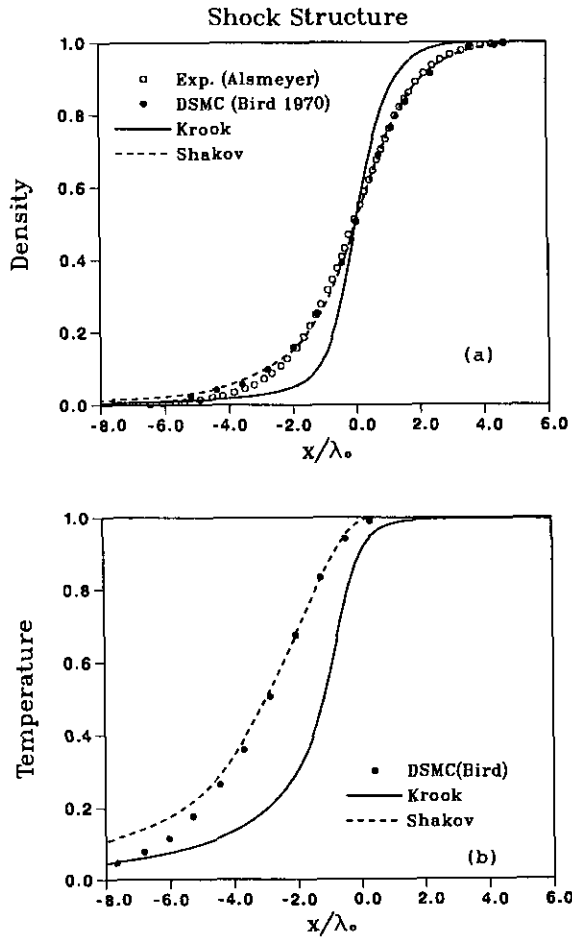 Shock Structure
1.0
0.8
0.6
0.4
0.2
0.0
Density
Exp. (Alsmeyer)
DSMC (Bird 1970)
Krook
Shakov
(a)
-8.0 -6.0 -4.0 -2.0 0.0 2.0 4.0 6.0
x/λ₀
1.0
0.8
0.6
0.4
0.2
0.0
Temperature
DSMC(Bird)
Krook
Shakov
(b)
-8.0 -6.0 -4.0 -2.0 0.0 2.0 4.0 6.0
x/λ₀